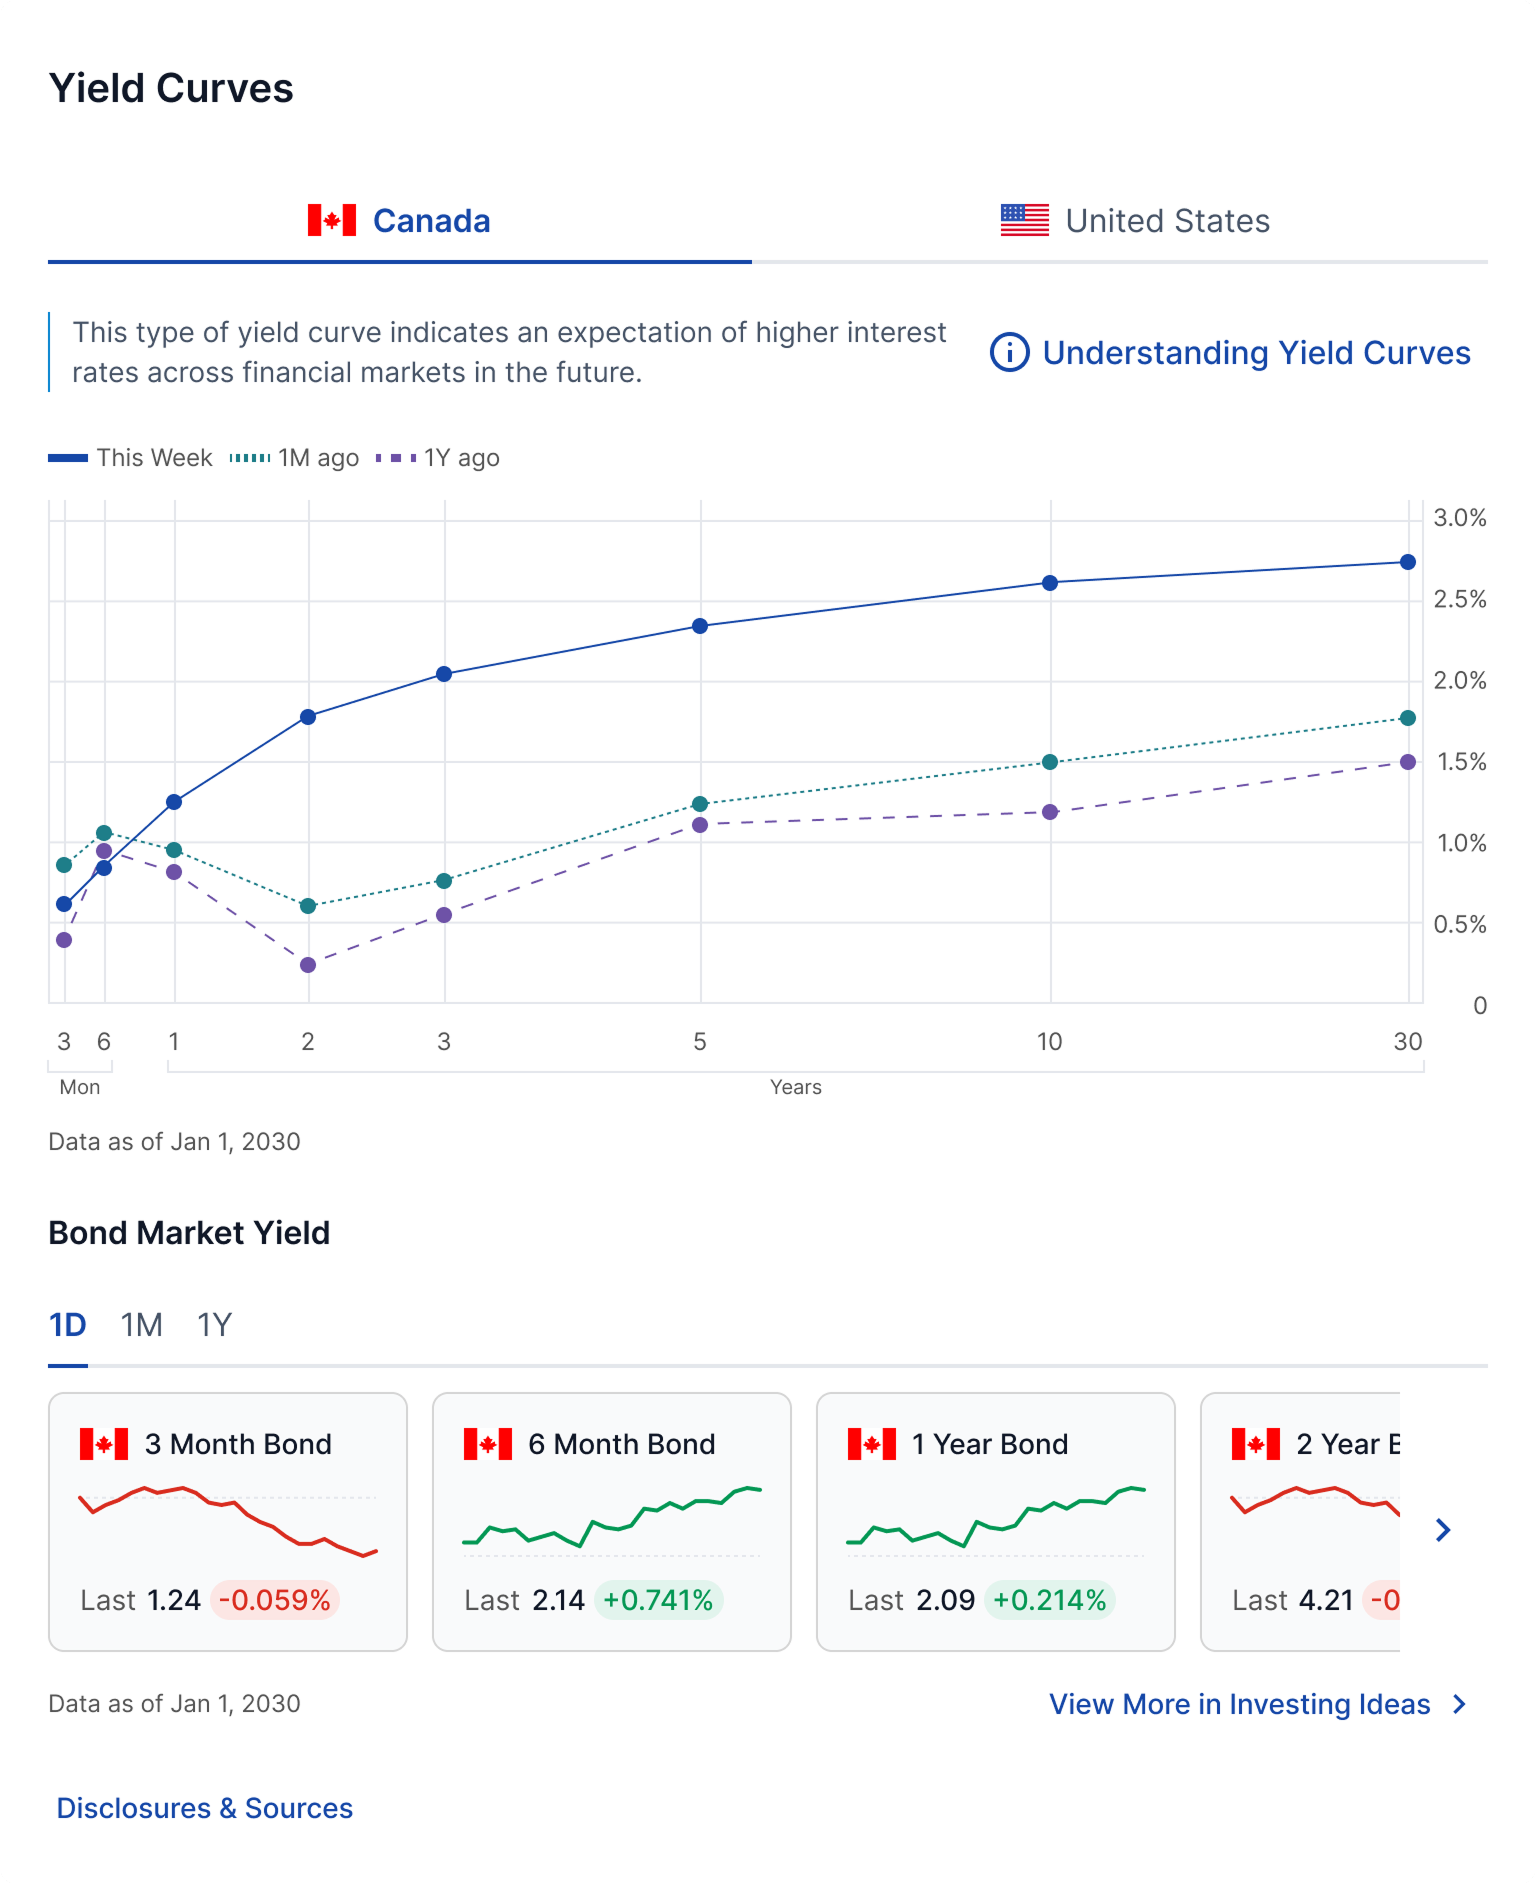 Yield Curves
Canada
United States
This type of yield curve indicates an expectation of higher interest
rates across financial markets in the future.
Understanding Yield Curves
This Week 1M ago 1Y ago
3.0%
2.5%
2.0%
1.5%
1.0%
0.5%
0
3 6 1 2 3 5 10 30
Mon Years
Data as of Jan 1, 2030
Bond Market Yield
1D 1M 1Y
3 Month Bond
Last 1.24 -0.059%
6 Month Bond
Last 2.14 +0.741%
1 Year Bond
Last 2.09 +0.214%
2 Year
Last 4.21 -0
Data as of Jan 1, 2030
View More in Investing Ideas
Disclosures & Sources